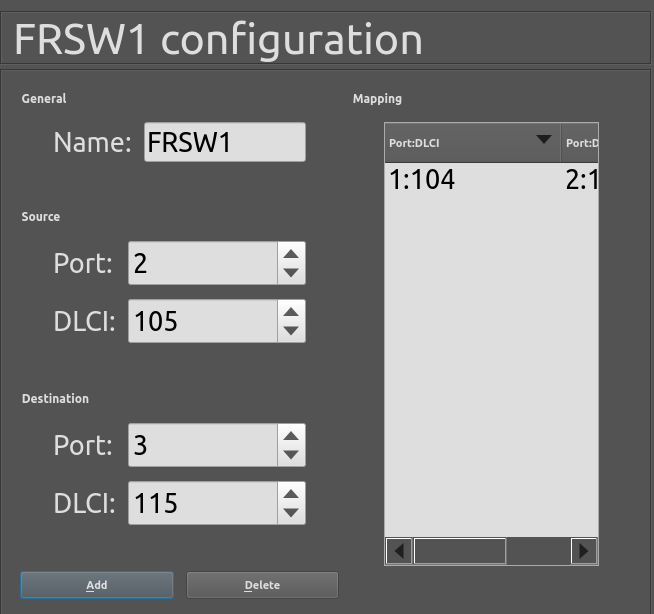 FRSW1 configuration
General
Name: FRSW1
Source
Port: 2
DLCI: 105
Destination
Port: 3
DLCI: 115
Add Delete
Mapping
Port:DLCI Port:D
1:104 2:1